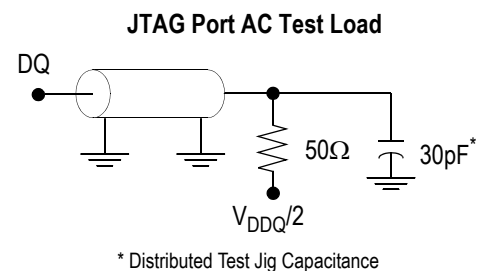 JTAG Port AC Test Load
DQ
50Ω
30pF*
VDDQ/2
* Distributed Test Jig Capacitance